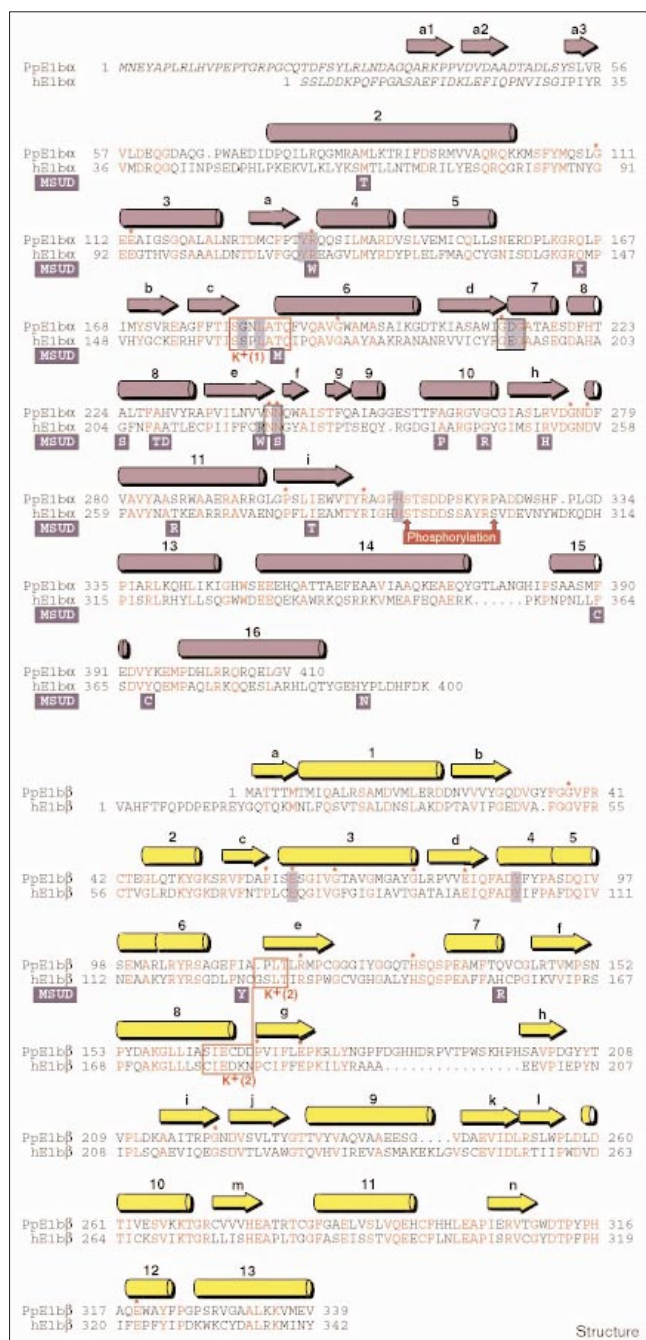 a1 a2 a3
PpE1bα 1 MNEYAPLRLHVPEPTGRPGCQTDFSYLRLNDAGQARKPPVDVDAADTADLSYSLVR 56
hE1bα 1 SSLDDKPQFPGASAEFIDKLEFIQPNVISGIPIYR 35
2
PpE1bα 57 VLDEQGDAQG.PWAEDIDPQILRQGMRAMLKTRIFDSRMVVAQRQKKMSFYMQSLG 111
hE1bα 36 VMDRQGQIINPSEDPHLPKEKVLKLYKSMTLLNTMDRILYESQRQGRISFYMTNYG 91
MSUD T
3 a 4 5
PpE1bα 112 EEAIGSGQALALNRTDMCFPTYRQQSILMARDVSLVEMICQLLSNERDPLKGRQLP 167
hE1bα 92 EEGTHVGSAAALDNTDLVFGQYREAGVLMYRDYPLELFMAQCYGNISDLGKGRQMP 147
MSUD W K
b c 6 d 7 8
PpE1bα 168 IMYSVREAGFFTISGNLATQFVQAVGWAMASAIKGDTKIASAWIGDGATAESDFHT 223
hE1bα 148 VHYGCKERHFVTISSPLATQIPQAVGAAYAAKRANANRVVICYFGEGAASEGDAHA 203
MSUD K+(1) M
8 e f g 9 10 h
PpE1bα 224 ALTFAHVYRAPVILNVVNNQWAISTFQAIAGGESTTFAGRGVGCGIASLRVDGNDF 279
hE1bα 204 GFNFAATLECPIIFFCRNNGYAISTPTSEQY.RGDGIAARGPGYGIMSIRVDGNDV 258
MSUD S T D W S P R H
11 i
PpE1bα 280 VAVYAASRWAAERARRGLGPSLIEWVTYRAGPHSTSDDPSKYRPADDWSHF.PLGD 334
hE1bα 259 FAVYNATKEARRRAVAENQPFLIEAMTYRIGHHSTSDDSSAYRSVDEVNYWDKQDH 314
MSUD R T Phosphorylation
13 14 15
PpE1bα 335 PIARLKQHLIKIGHWSEEEHQATTAEFEAAVIAAQKEAEQYGTLANGHIPSAASMF 390
hE1bα 315 PISRLRHYLLSQGWWDEEQEKAWRKQSRRKVMEAFEQAERK......PKPNPNLLF 364
MSUD C
16
PpE1bα 391 EDVYKEMPDHLRRQRQELGV 410
hE1bα 365 SDVYQEMPAQLRKQQESLARHLQTYGEHYPLDHFDK 400
MSUD C N
a 1 b
PpE1bβ 1 MATTTMTMIQALRSAMDVMLERDDNVVVYGQDVGYFGGVFR 41
hE1bβ 1 VAHFTFQPDPEPREYGQTQKMNLFQSVTSALDNSLAKDPTAVIFGEDVA.FGGVFR 55
2 c 3 d 4 5
PpE1bβ 42 CTEGLQTKYGKSRVFDAPISESGIVGTAVGMGAYGLRPVVEIQFADYFYPASDQIV 97
hE1bβ 56 CTVGLRDKYGKDRVFNTPLCEQGIVGFGIGIAVTGATAIAEIQFADYIFPAFDQIV 111
6 e 7 f
PpE1bβ 98 SEMARLRYRSAGEFIALPLTLRMPCGGGIYGGQTHSQSPEAMFTQVCGLRTVMPSN 152
hE1bβ NEAAKYRYRSGDLFNCGSLTIRSPWGCVGHGALYHSQSPEAFFAHCPGIKVVIPRS 167
MSUD Y K+(2) R
8 g h
PpE1bβ 153 PYDAKGLLIASIECDDPVIFLEPKRLYNGPFDGHHDRPVTPWSKHPHSAVPDGYYT 208
hE1bβ 168 PFQAKGLLLSCIEDKNPCIFFEPKILYRAAA EEVPIEPYN 207
K+(2)
i j 9 k l
PpE1bβ 209 VPLDKAAITRPGNDVSVLTYGTTVYVAQVAAEESG....VDAEVIDLRSLWPLDLD 260
hE1bβ 208 IPLSQAEVIQEGSDVTLVAWGTQVHVIREVASMAKEKLGVSCEVIDLRTIIPWDVD 263
10 m 11 n
PpE1bβ 261 TIVESVKKTGRCVVVHEATRTCGFGAELVSLVQEHCFHHLEAPIERVTGWDTPYPH 316
hE1bβ 264 TICKSVIKTGRLLISHEAPLTGGFASEISSTVQEECFLNLEAPISRVCGYDTPFPH 319
12 13
PpE1bβ 317 AQEWAYFPGPSRVGAALKKVMEV 339
hE1bβ 320 IFEPFYIPDKWKCYDALRKMINY 342
Structure